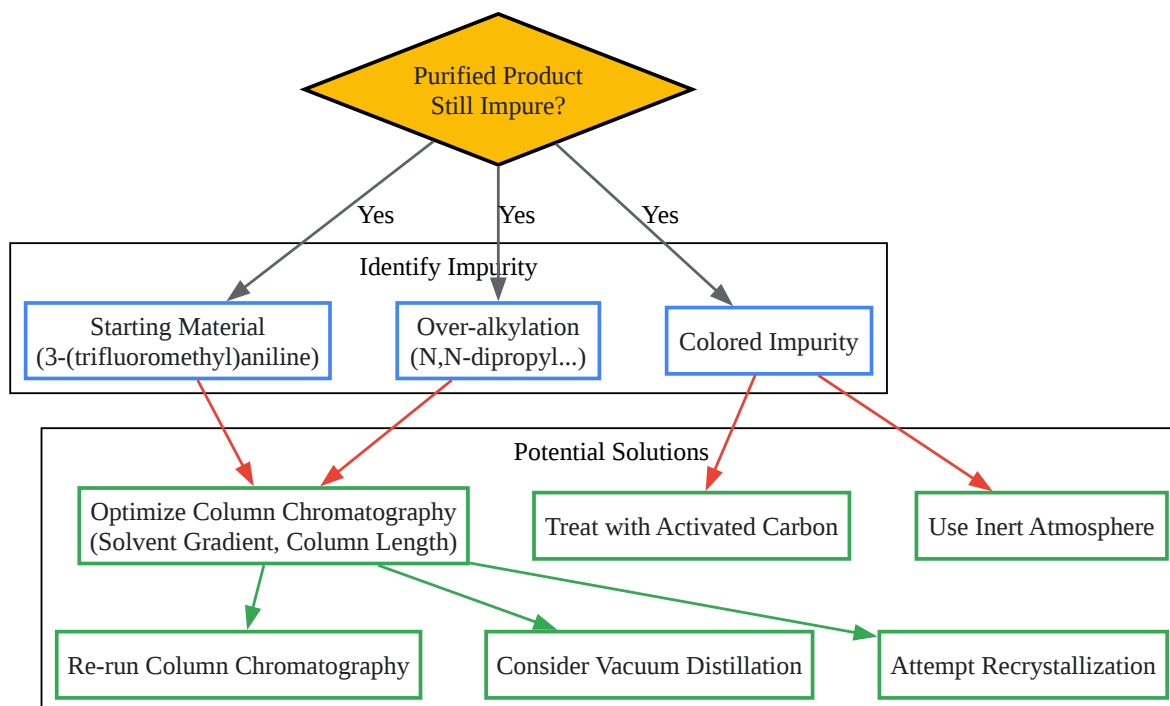 Purified Product
Still Impure?
Yes
Yes
Yes
Identify Impurity
Starting Material
(3-(trifluoromethyl)aniline)
Over-alkylation
(N,N-dipropyl...)
Colored Impurity
Potential Solutions
Optimize Column Chromatography
(Solvent Gradient, Column Length)
Treat with Activated Carbon
Use Inert Atmosphere
Re-run Column Chromatography
Consider Vacuum Distillation
Attempt Recrystallization